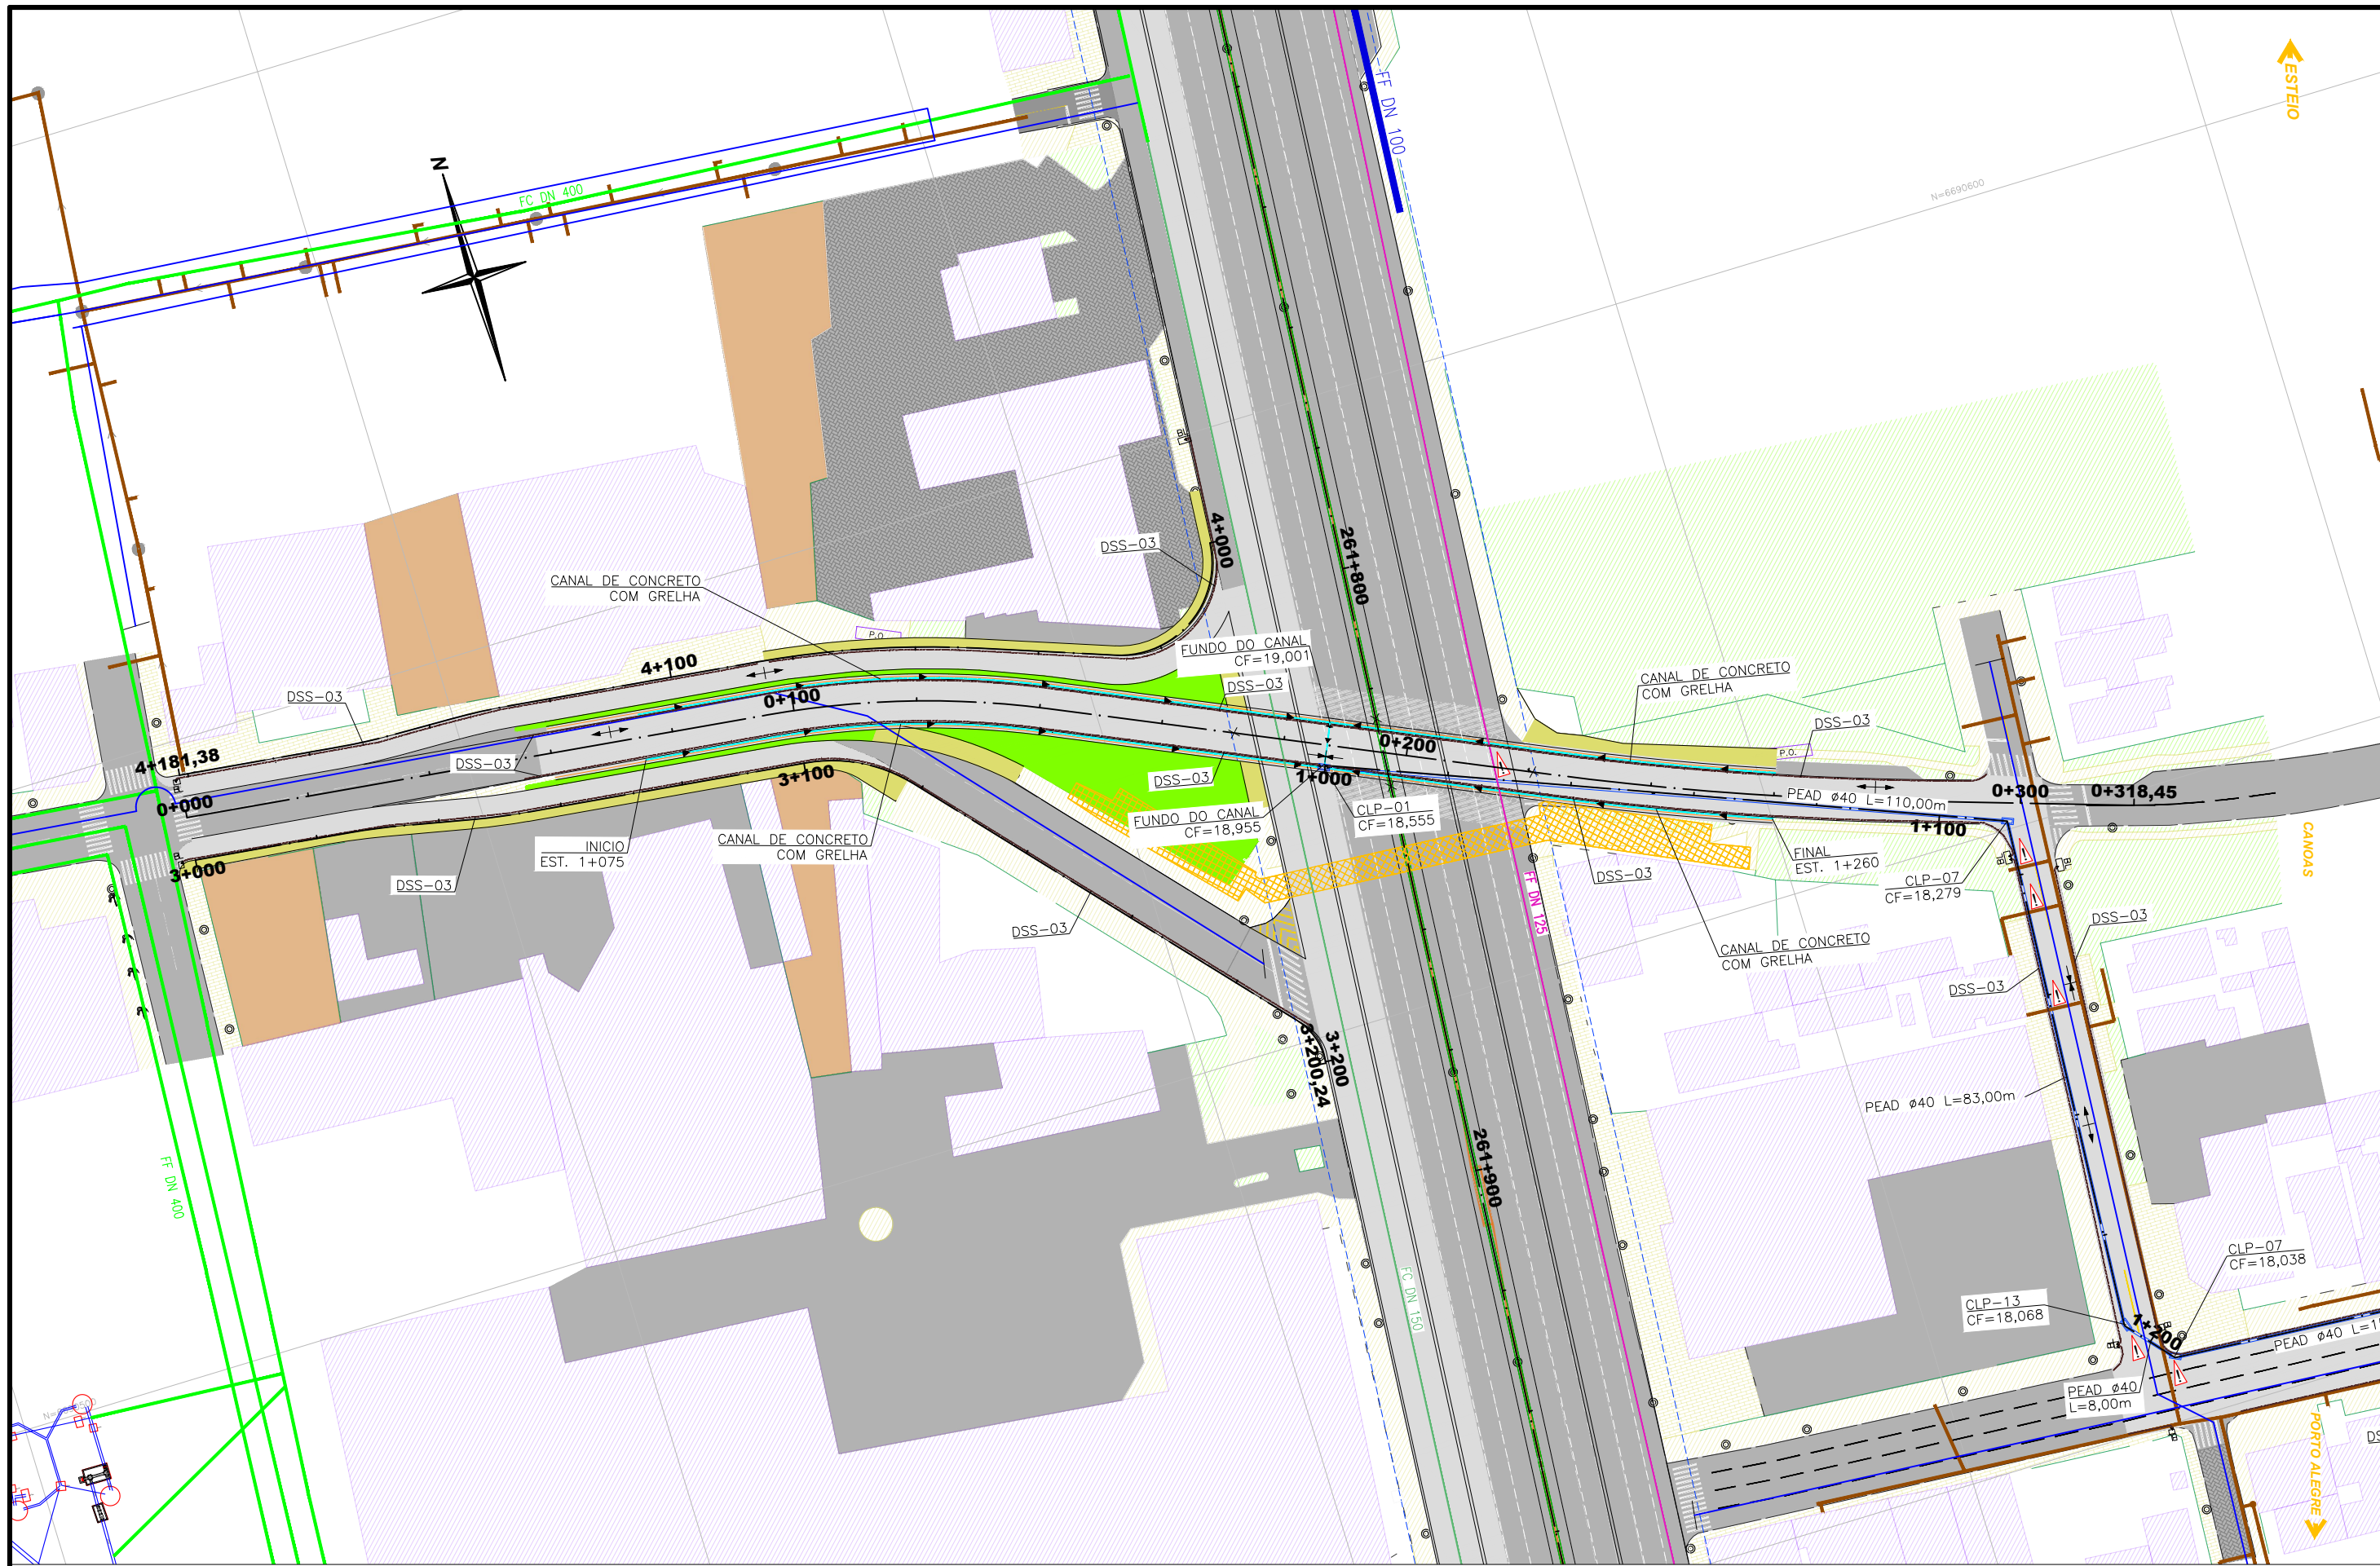 ESTEIO
N
FF DN 100
FC DN 400
N=6690600
4+000
DSS-03
261+800
CANAL DE CONCRETO
COM GRELHA
P.O.
FUNDO DO CANAL
CF=19,001
4+100
DSS-03
DSS-03
CANAL DE CONCRETO
COM GRELHA
0+100
DSS-03
0+200
P.O.
4+181,38
DSS-03
DSS-03
0+000
3+100
1+000
PEAD ø40 L=110,00m
0+300
0+318,45
FUNDO DO CANAL
CF=18,955
CLP-01
CF=18,555
1+100
CANOAS
INICIO
EST. 1+075
CANAL DE CONCRETO
COM GRELHA
FINAL
EST. 1+260
3+000
DSS-03
DSS-03
CLP-07
CF=18,279
FF DN 125
DSS-03
DSS-03
CANAL DE CONCRETO
COM GRELHA
DSS-03
3+200
3+200,24
PEAD ø40 L=83,00m
261+900
FF DN 400
FC DN 150
CLP-07
CF=18,038
CLP-13
CF=18,068
1+200
PEAD ø40
PEAD ø40
L=8,00m
PORTO ALEGRE